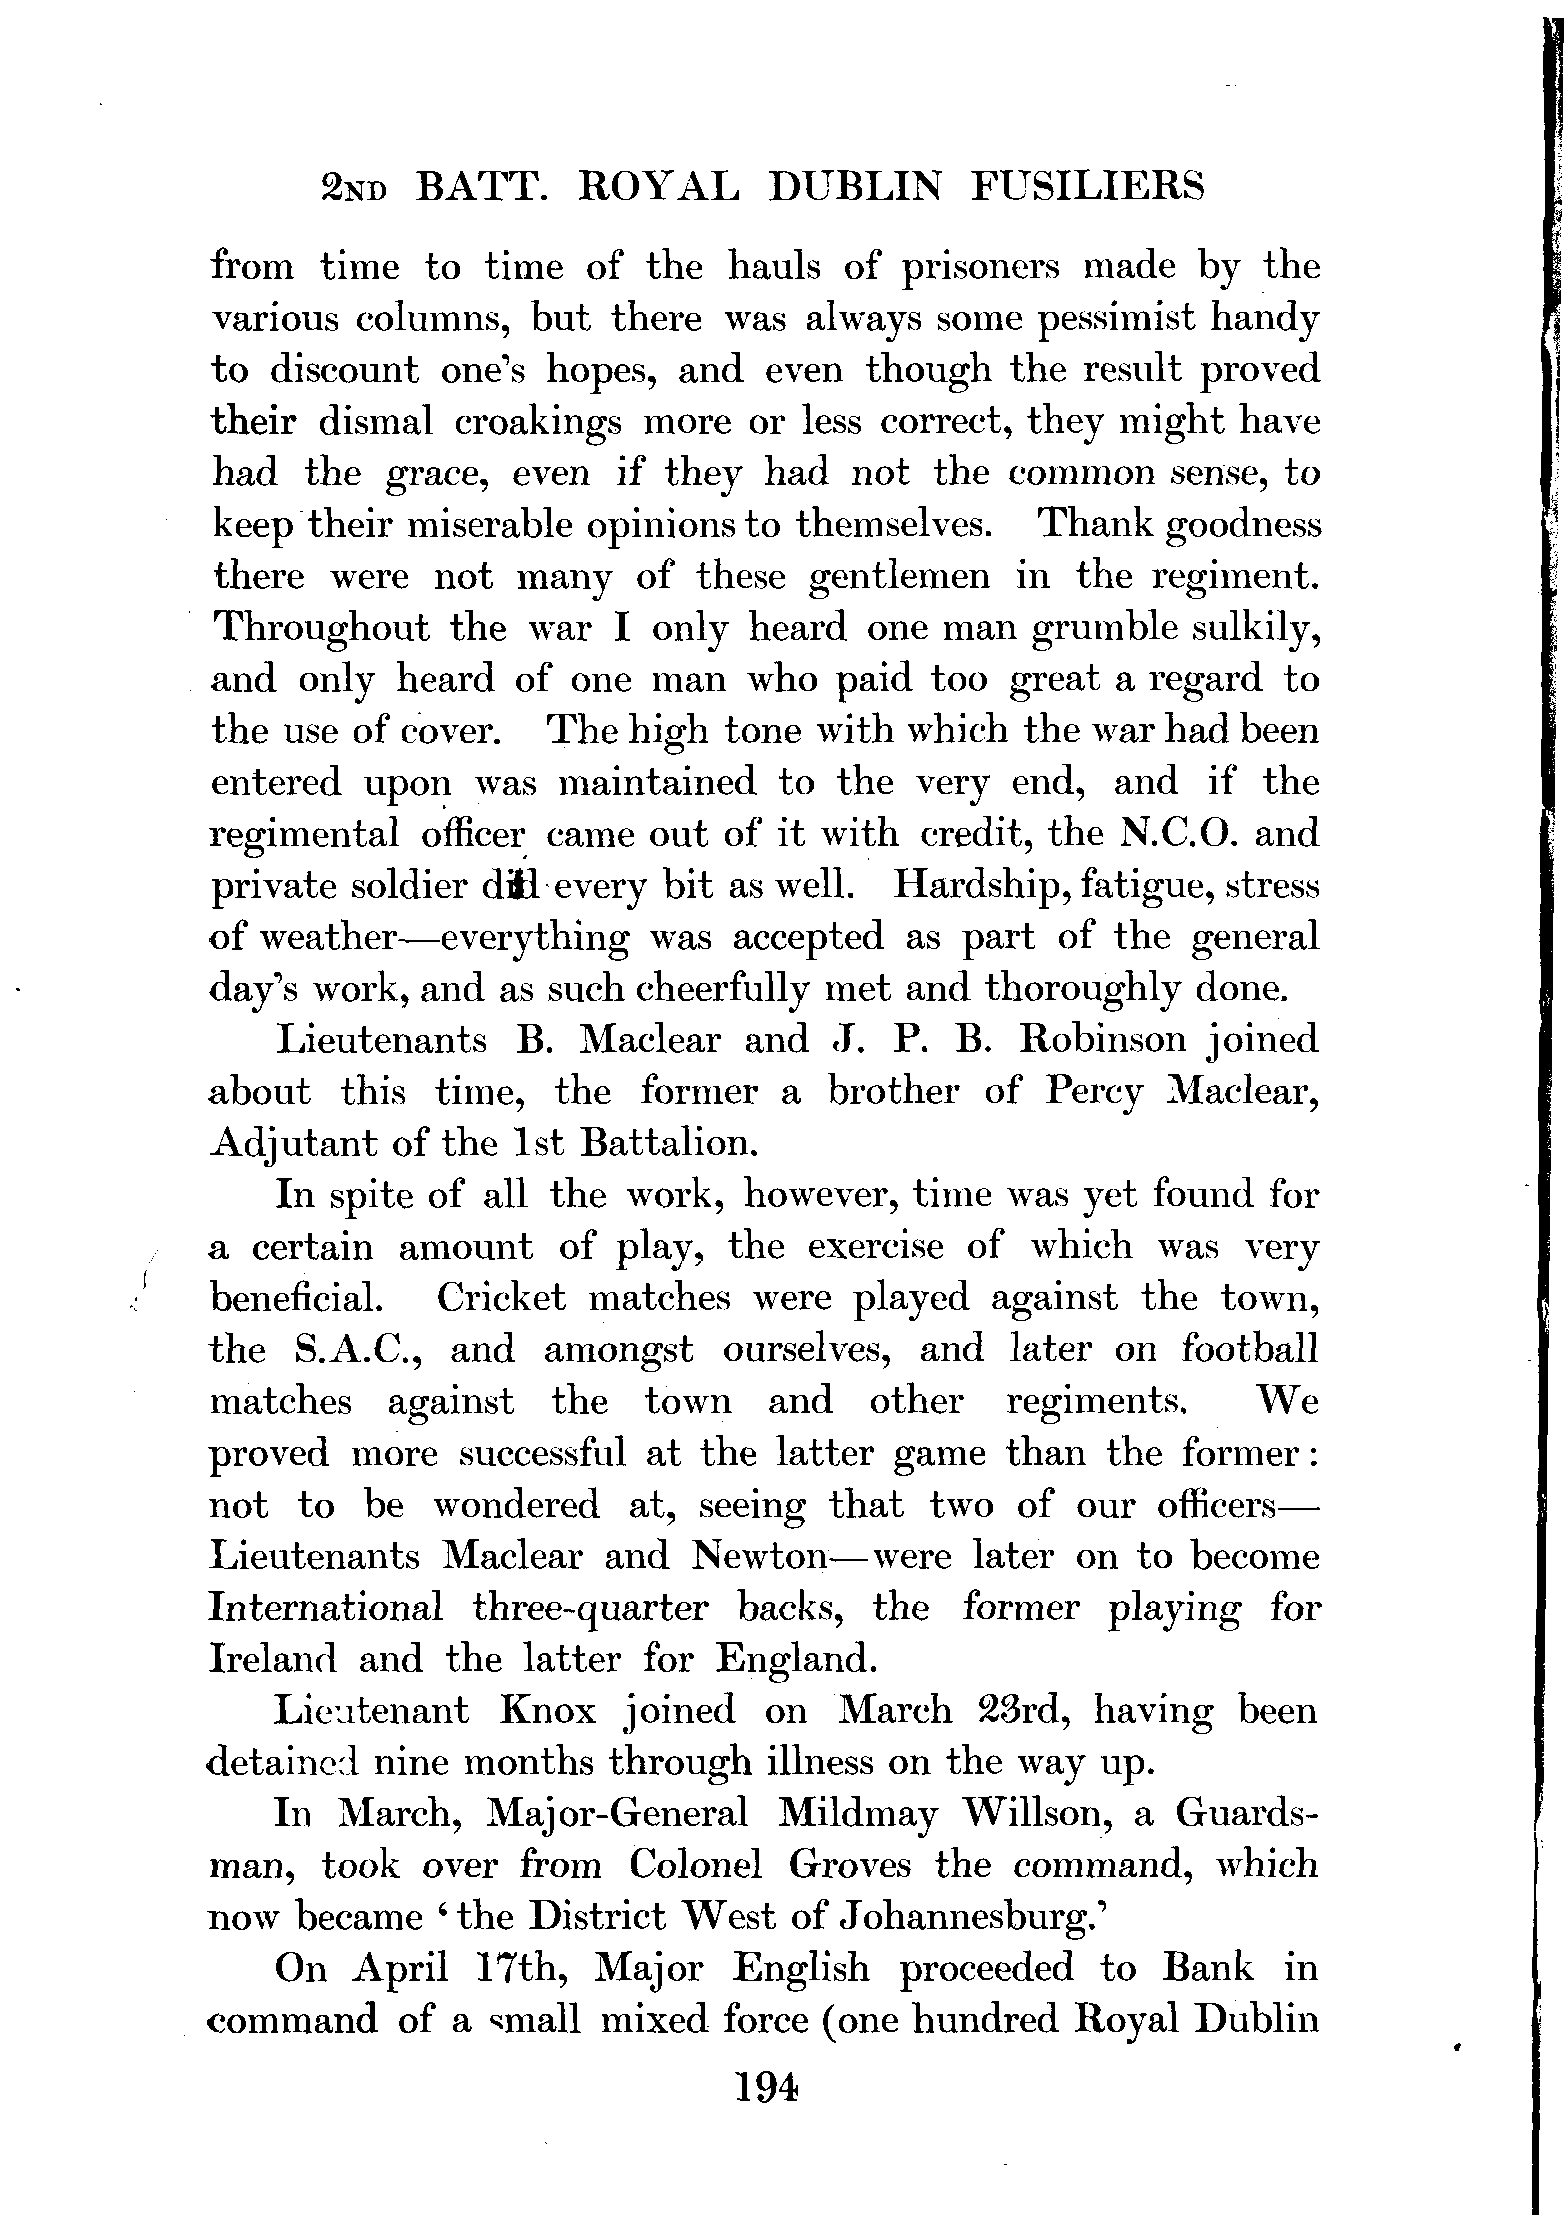 2ND BATT. ROYAL DUBLIN FUSILIERS
from time to time of the hauls of prisoners made by the
various columns, but there was always some pessimist handy
to discount one's hopes, and even though the result proved
their dismal croakings more or less correct, they might have
had the grace, even if they had not the common sense, to
keep their miserable opinions to themselves. Thank goodness
there were not many of these gentlemen in the regiment.
Throughout the war I only heard one man grumble sulkily,
and only heard of one man who paid too great a regard to
the use of cover. The high tone with which the war had been
entered upon was maintained to the very end, and if the
regimental officer came out of it with credit, the N.C.O. and
private soldier did every bit as well. Hardship, fatigue, stress
of weather—everything was accepted as part of the general
day's work, and as such cheerfully met and thoroughly done.
Lieutenants B. Maclear and J. P. B. Robinson joined
about this time, the former a brother of Percy Maclear,
Adjutant of the 1st Battalion.
In spite of all the work, however, time was yet found for
a certain amount of play, the exercise of which was very
beneficial. Cricket matches were played against the town,
the S.A.C., and amongst ourselves, and later on football
matches against the town and other regiments. We
proved more successful at the latter game than the former:
not to be wondered at, seeing that two of our officers—
Lieutenants Maclear and Newton—were later on to become
International three-quarter backs, the former playing for
Ireland and the latter for England.
Lieutenant Knox joined on March 23rd, having been
detained nine months through illness on the way up.
In March, Major-General Mildmay Willson, a Guards-
man, took over from Colonel Groves the command, which
now became 'the District West of Johannesburg.'
On April 17th, Major English proceeded to Bank in
command of a small mixed force (one hundred Royal Dublin
194